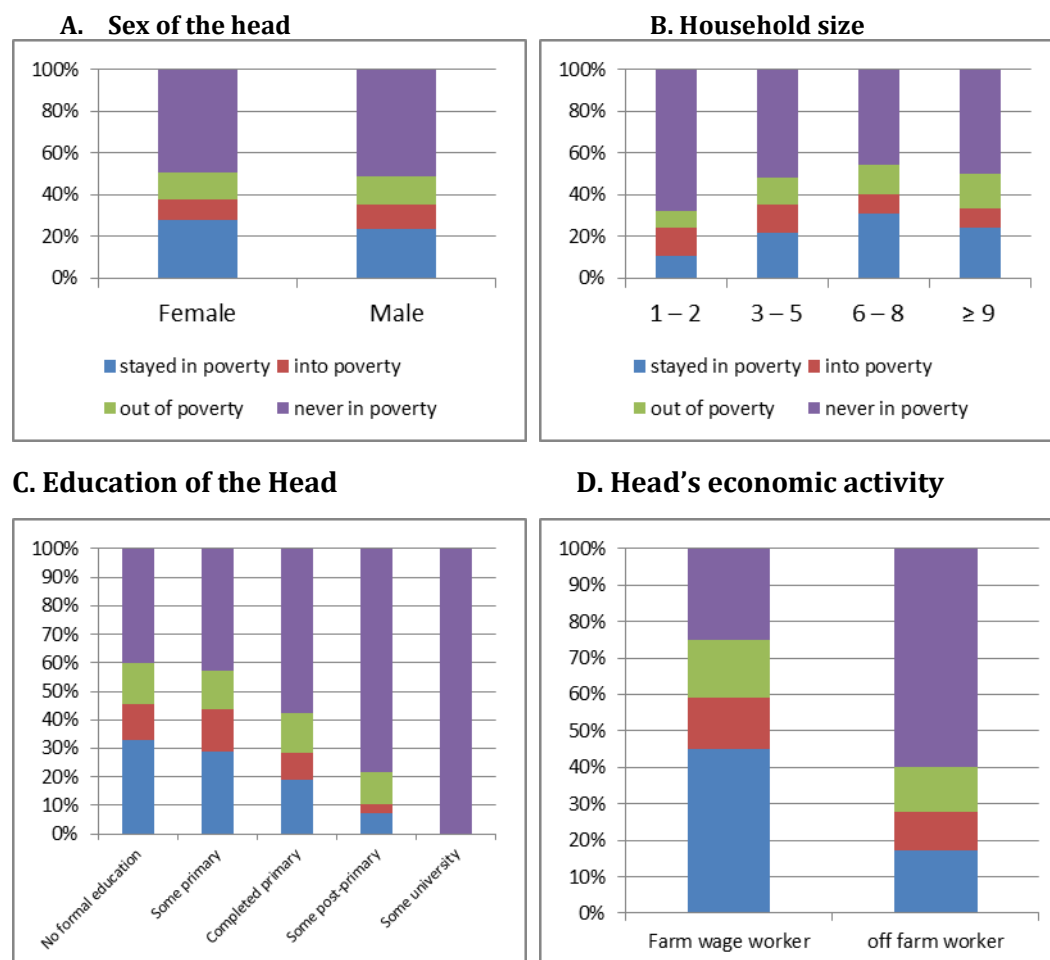 A. Sex of the head
100%
80%
60%
40%
20%
0%
Female Male
stayed in poverty into poverty
out of poverty never in poverty
B. Household size
100%
80%
60%
40%
20%
0%
1 – 2 3 – 5 6 – 8 ≥ 9
stayed in poverty into poverty
out of poverty never in poverty
C. Education of the Head
100%
90%
80%
70%
60%
50%
40%
30%
20%
10%
0%
No formal education
Some primary
Completed primary
Some post-primary
Some university
D. Head’s economic activity
100%
90%
80%
70%
60%
50%
40%
30%
20%
10%
0%
Farm wage worker off farm worker